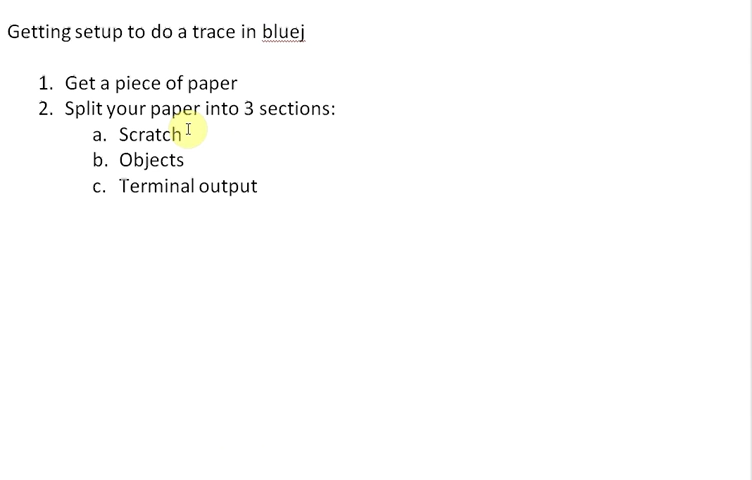 Getting setup to do a trace in bluej
1. Get a piece of paper
2. Split your paper into 3 sections:
a. Scratch
b. Objects
c. Terminal output